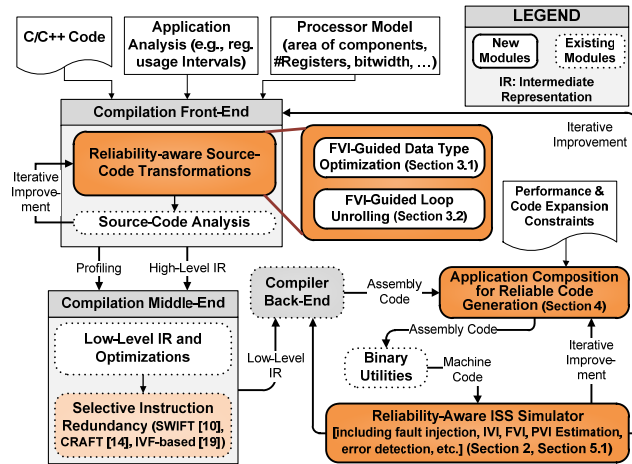 C/C++ Code
Application
Analysis (e.g., reg.
usage Intervals)
Processor Model
(area of components,
#Registers, bitwidth, …)
LEGEND
New
Modules
Existing
Modules
IR: Intermediate
Representation
Compilation Front-End
Reliability-aware Source-
Code Transformations
Iterative
Improve-
ment
Source-Code Analysis
FVI-Guided Data Type
Optimization (Section 3.1)
FVI-Guided Loop
Unrolling (Section 3.2)
Iterative
Improvement
Performance &
Code Expansion
Constraints
Profiling
High-Level IR
Compilation Middle-End
Low-Level IR and
Optimizations
Selective Instruction
Redundancy (SWIFT [10],
CRAFT [14], IVF-based [19])
Low-Level
IR
Compiler
Back-End
Assembly
Code
Application Composition
for Reliable Code
Generation (Section 4)
Assembly Code
Binary
Utilities
Machine
Code
Iterative
Improvement
Reliability-Aware ISS Simulator
[including fault injection, IVI, FVI, PVI Estimation,
error detection, etc.] (Section 2, Section 5.1)